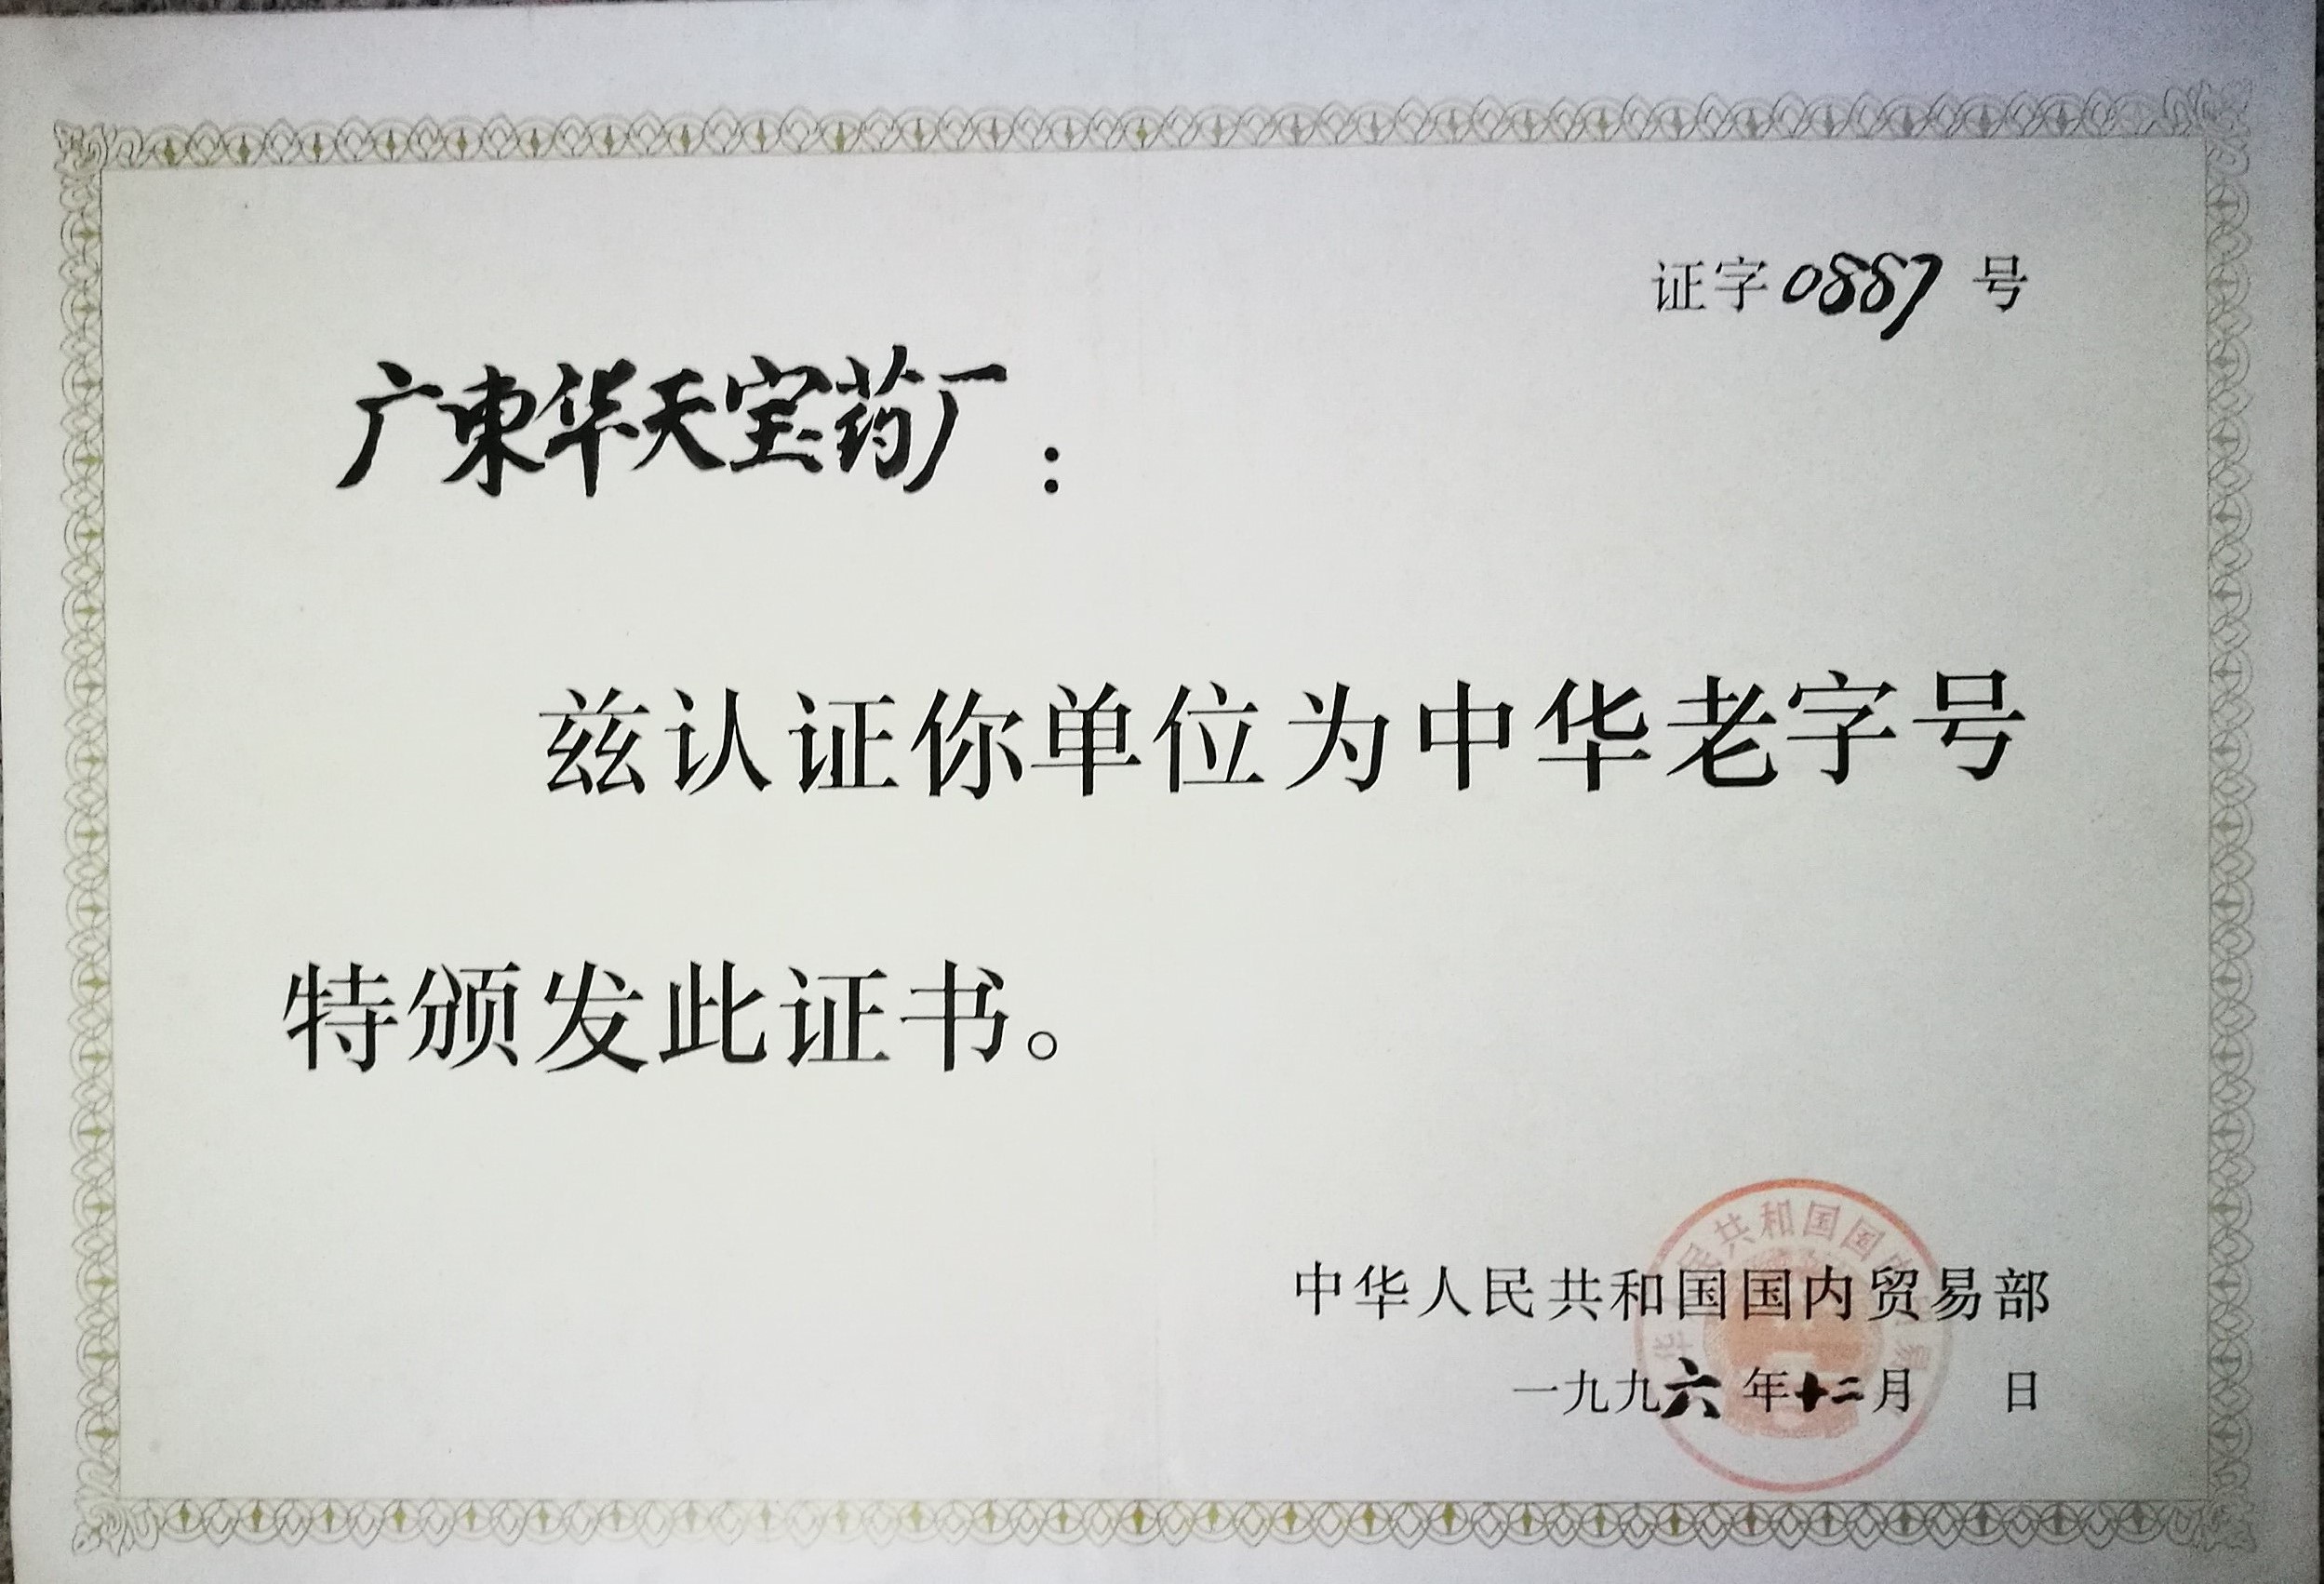 证字0887号
广東华天宝药厂：
兹认证你单位为中华老字号
特颁发此证书。
中华人民共和国国内贸易部
一九九六年十二月 日